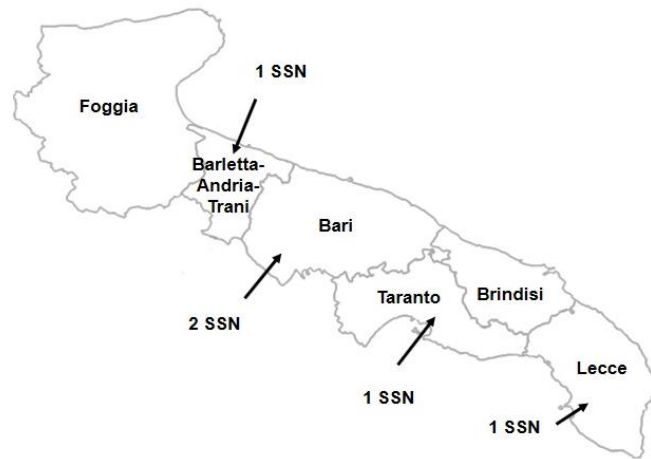 1 SSN
Foggia
Barletta-
Andria-
Trani
Bari
2 SSN
Taranto
Brindisi
1 SSN
Lecce
1 SSN